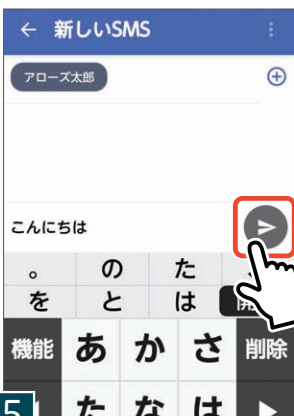 新しいSMS
アローズ太郎
こんにちは
。 の た
を と は 開
機能 あ か さ 削除
5 た な は